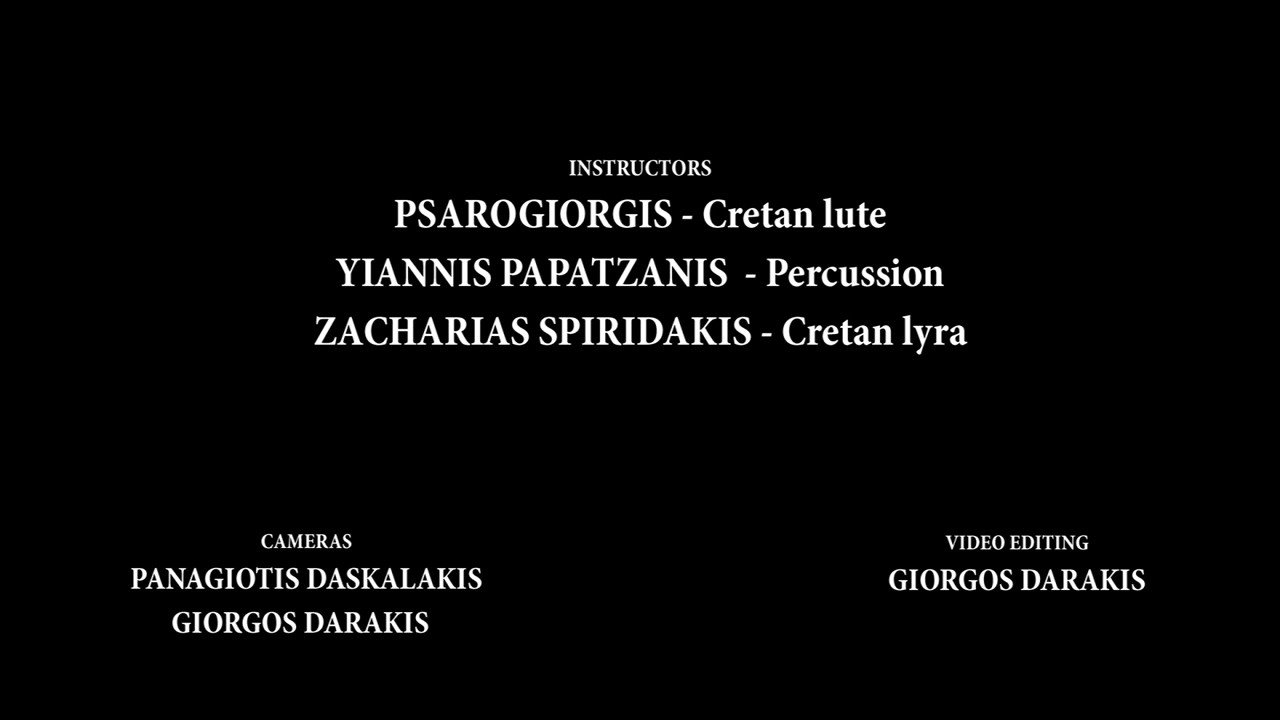 INSTRUCTORS
PSAROGIORGIS - Cretan lute
YIANNIS PAPATZANIS - Percussion
ZACHARIAS SPIRIDAKIS - Cretan lyra
CAMERAS
PANAGIOTIS DASKALAKIS
GIORGOS DARAKIS
VIDEO EDITING
GIORGOS DARAKIS